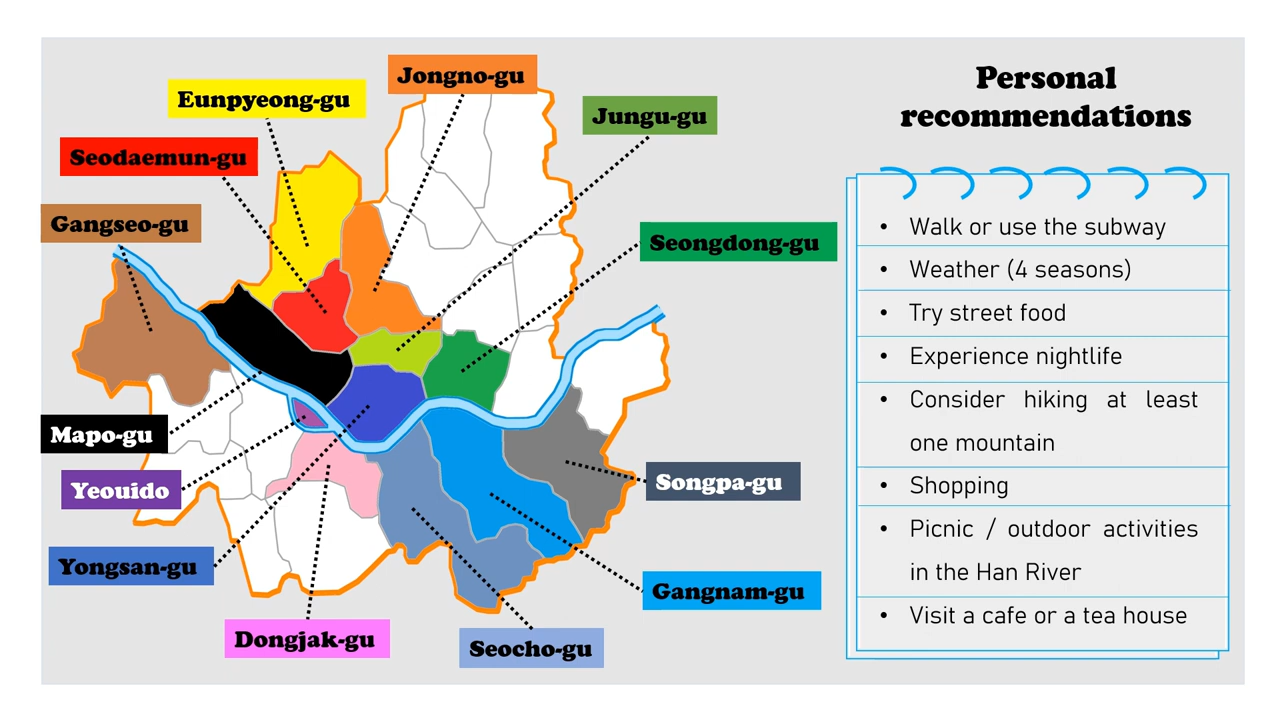 Jongno-gu
Eunpyeong-gu
Jungu-gu
Seodaemun-gu
Gangseo-gu
Seongdong-gu
Mapo-gu
Yeouido
Songpa-gu
Yongsan-gu
Gangnam-gu
Dongjak-gu
Seocho-gu
Personal
recommendations
• Walk or use the subway
• Weather (4 seasons)
• Try street food
• Experience nightlife
• Consider hiking at least
one mountain
• Shopping
• Picnic / outdoor activities
in the Han River
• Visit a cafe or a tea house